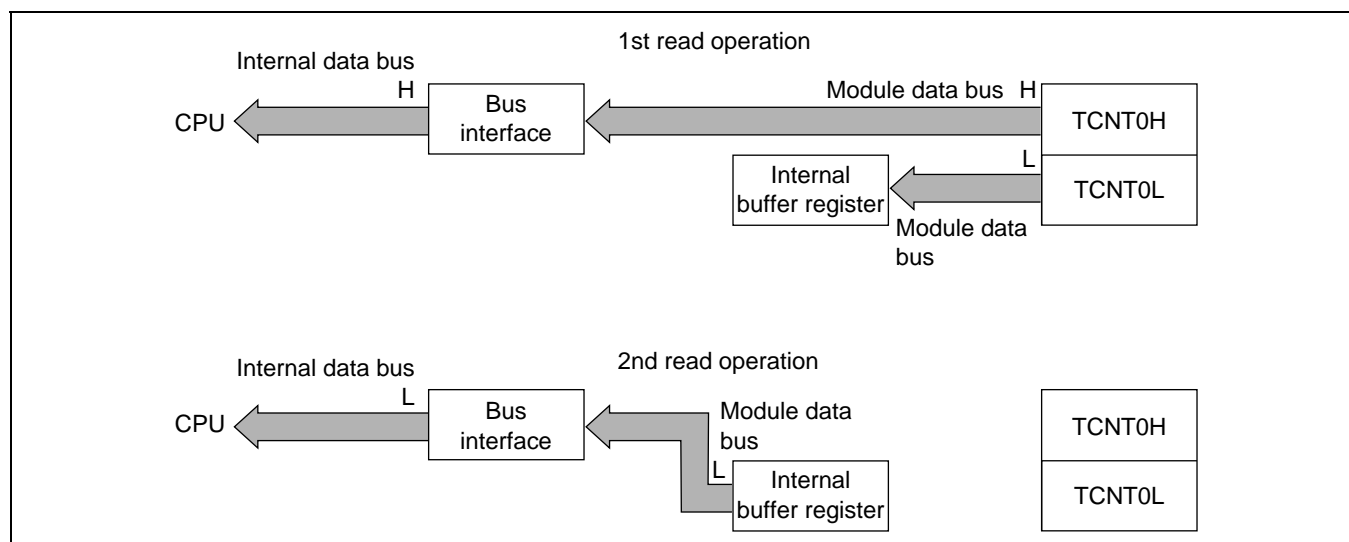 1st read operation
Internal data bus
H
Module data bus H
CPU
Bus
interface
TCNT0H
L
Internal
buffer register
TCNT0L
Module data
bus
2nd read operation
Internal data bus
L
Module data
bus
CPU
Bus
interface
TCNT0H
L
Internal
buffer register
TCNT0L